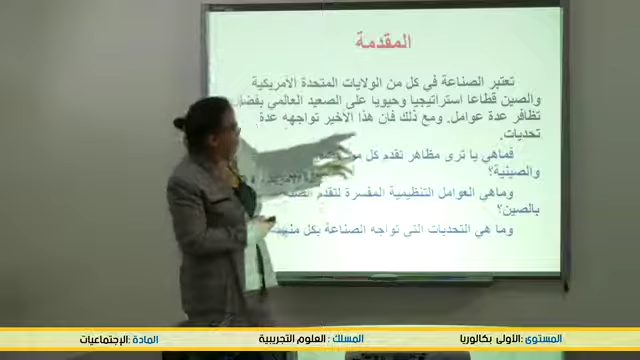 المقدمة
تعتبر الصناعة في كل من الولايات المتحدة الأمريكية
والصين قطاعا استراتيجيا وحيويا على الصعيد العالمي بفضل
تظافر عدة عوامل. ومع ذلك فان هذا الأخير تواجهه عدة
تحديات.
فماهي يا ترى مظاهر تقدم كل
والصينية؟
وماهي العوامل التنظيمية المفسرة لتقدم
بالصين؟
وما هي التحديات التي تواجه الصناعة بكل
المستوى :الأولى بكالوريا
المسلك : العلوم التجريبية
المادة :الإجتماعيات